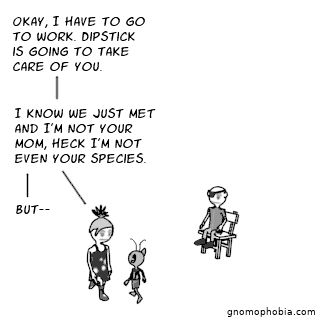 OKAY, I HAVE TO GO
TO WORK. DIPSTICK
IS GOING TO TAKE
CARE OF YOU.
I KNOW WE JUST MET
AND I'M NOT YOUR
MOM, HECK I'M NOT
EVEN YOUR SPECIES.
BUT--
gnomophobia.com